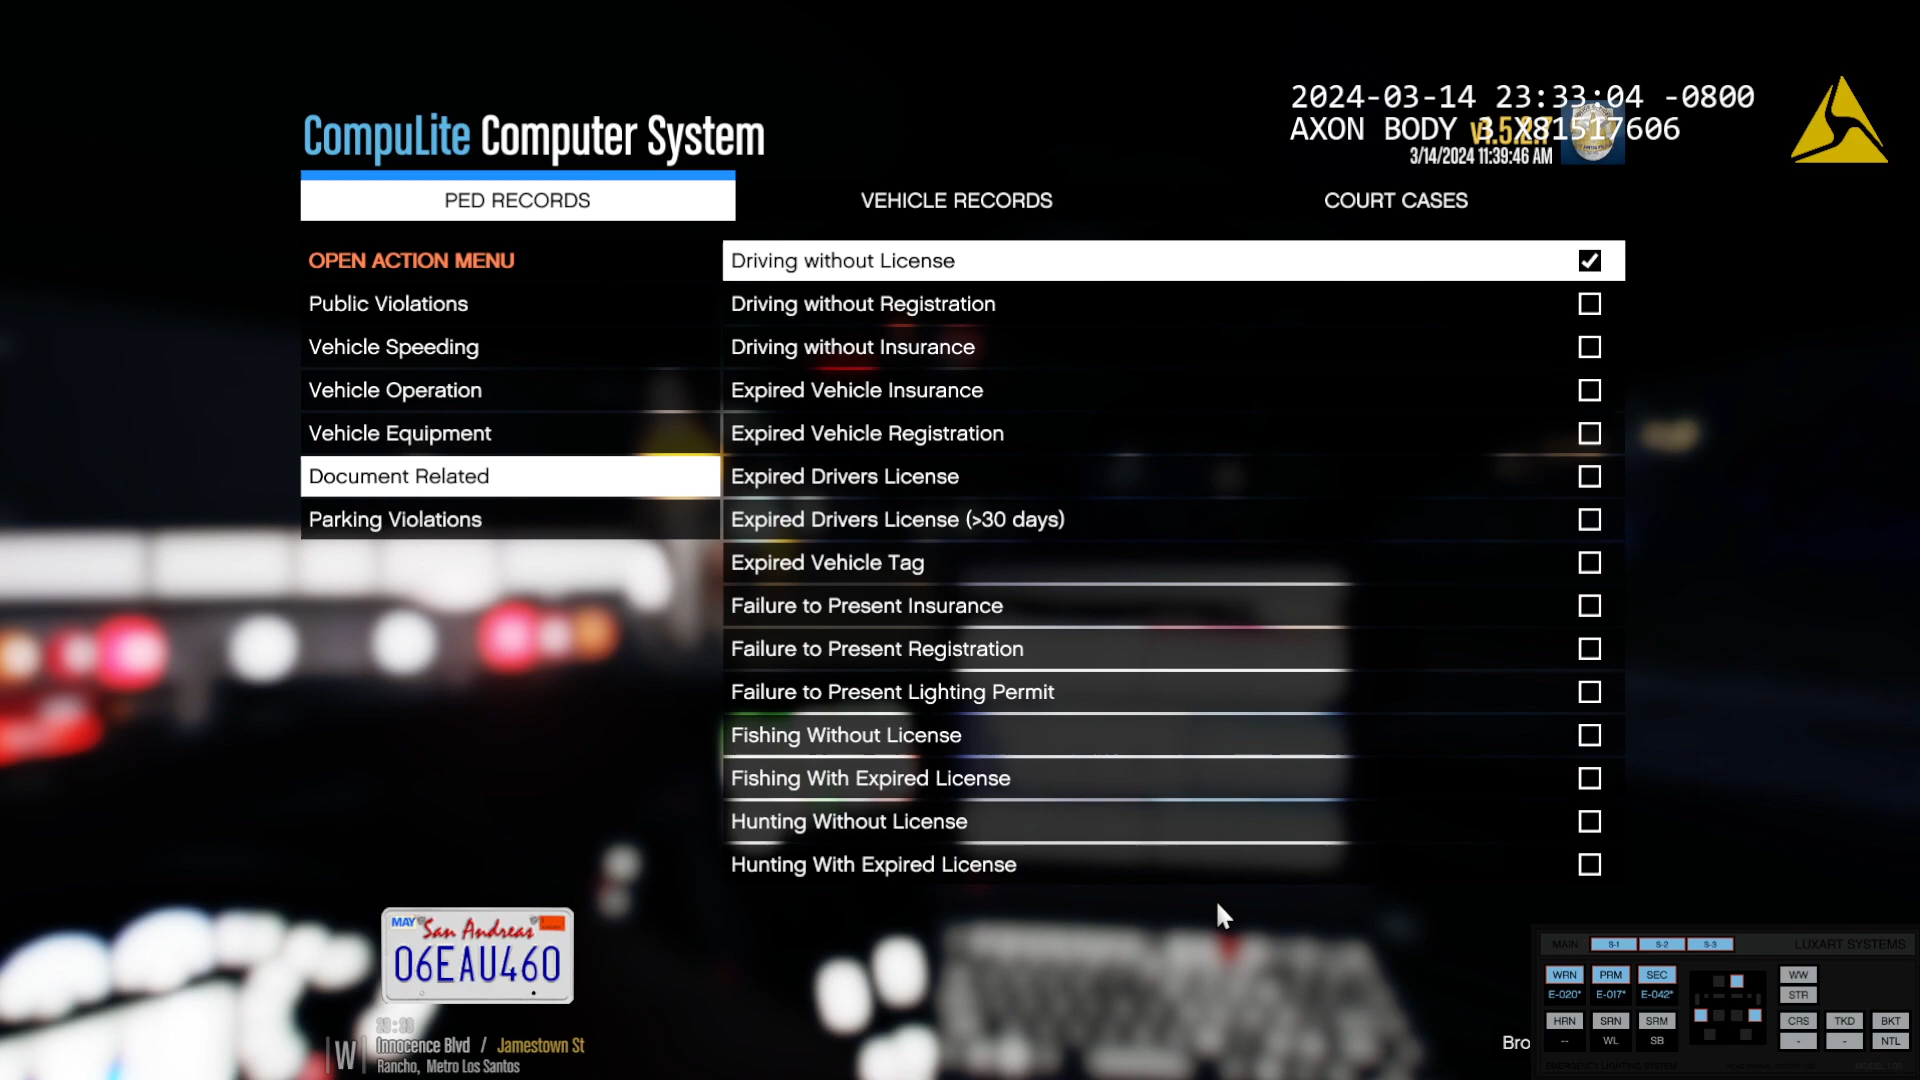 2024-03-14 23:33:04 -0800
AXON BODY 3 X81517606
CompuLite Computer System
3/14/2024 11:39:46 AM
PED RECORDS
VEHICLE RECORDS
COURT CASES
OPEN ACTION MENU
Public Violations
Vehicle Speeding
Vehicle Operation
Vehicle Equipment
Document Related
Parking Violations
Driving without License
Driving without Registration
Driving without Insurance
Expired Vehicle Insurance
Expired Vehicle Registration
Expired Drivers License
Expired Drivers License (>30 days)
Expired Vehicle Tag
Failure to Present Insurance
Failure to Present Registration
Failure to Present Lighting Permit
Fishing Without License
Fishing With Expired License
Hunting Without License
Hunting With Expired License
MAY San Andreas
06EAU460
W
Innocence Blvd / Jamestown St
Rancho, Metro Los Santos
Bro
MAIN S-1 S-2 S-3 LUXART SYSTEMS
WRN PRM SEC WW
E-020* E-017* E-042* STR
HRN SRN SRM CRS TKD BKT
-- WL SB - - NTL